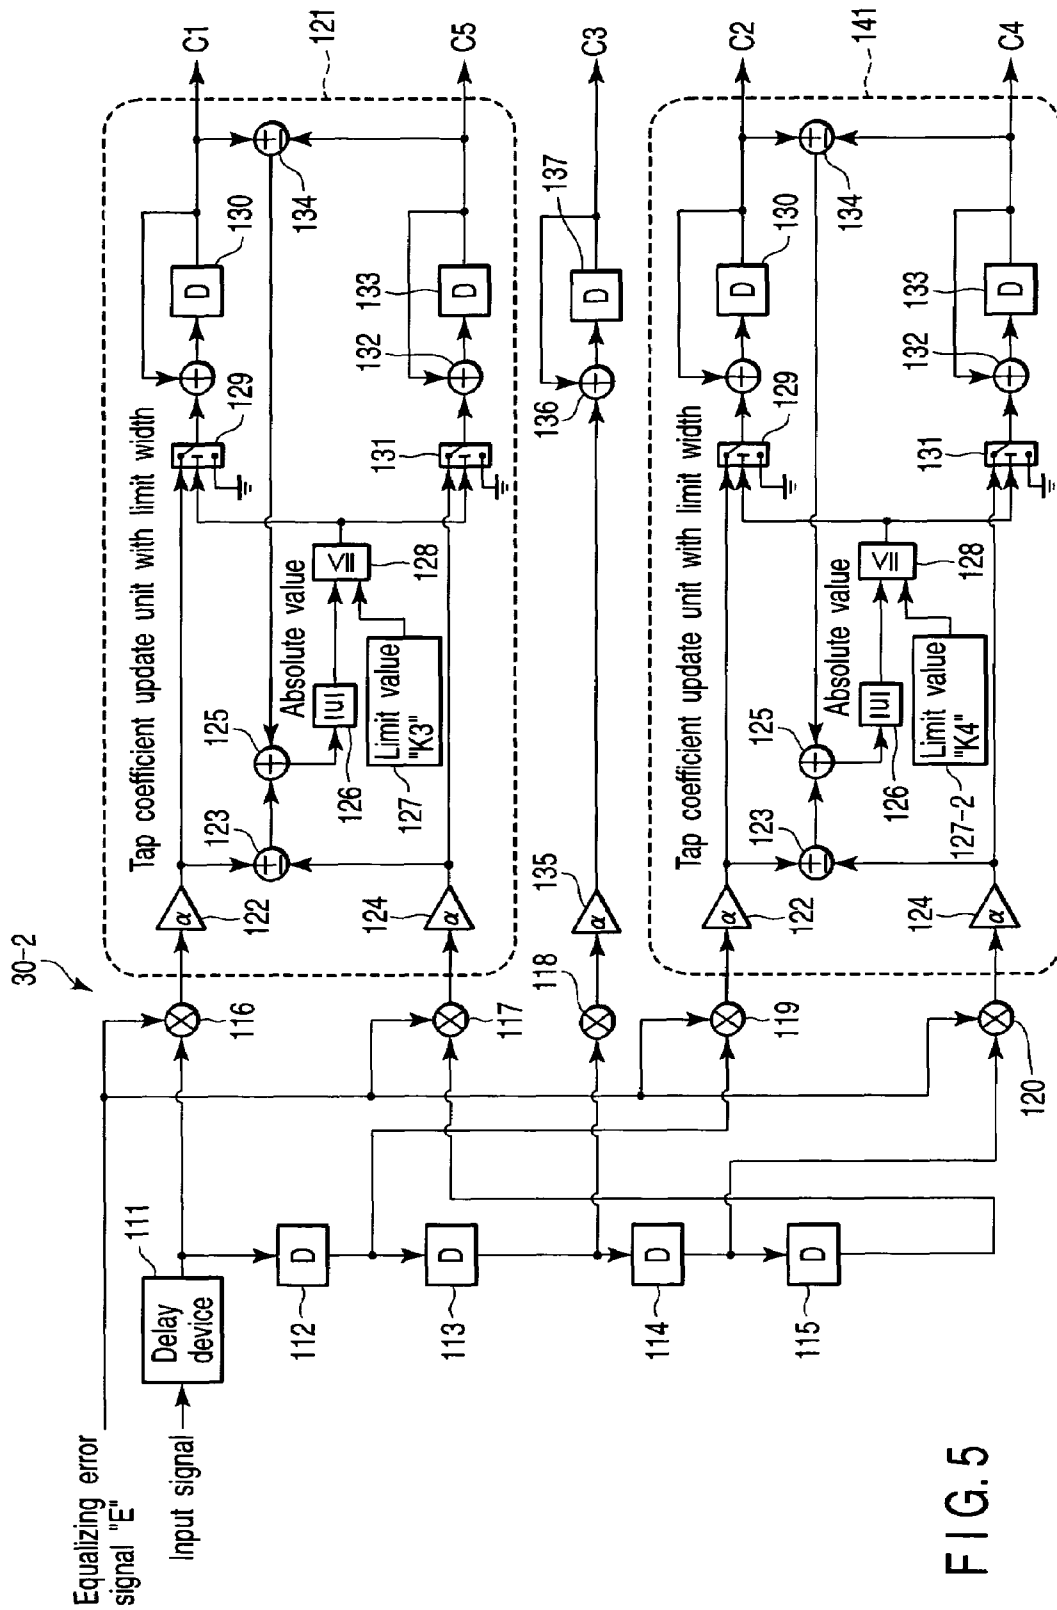 30-2
Equalizing error
signal "E"
Input signal
Delay
device
111
D
112
D
113
D
114
D
115
116
117
118
119
120
Tap coefficient update unit with limit width
121
α
122
123
α
124
125
|U|
126
Absolute value
Limit value
"K3"
127
≤
128
129
D
130
131
132
D
133
134
C1
C5
α
135
136
D
137
C3
Tap coefficient update unit with limit width
141
α
122
123
α
124
125
|U|
126
Absolute value
Limit value
"K4"
127-2
≤
128
129
D
130
131
132
D
133
134
C2
C4
FIG. 5